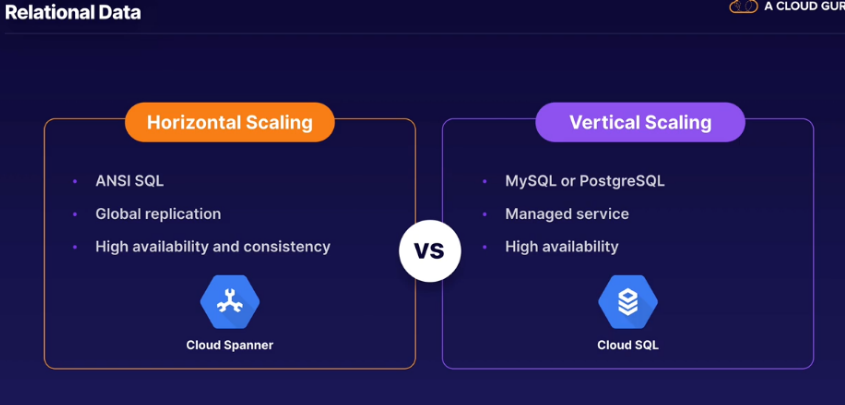 Relational Data
A CLOUD GUR
Horizontal Scaling
• ANSI SQL
• Global replication
• High availability and consistency
Cloud Spanner
VS
Vertical Scaling
• MySQL or PostgreSQL
• Managed service
• High availability
Cloud SQL